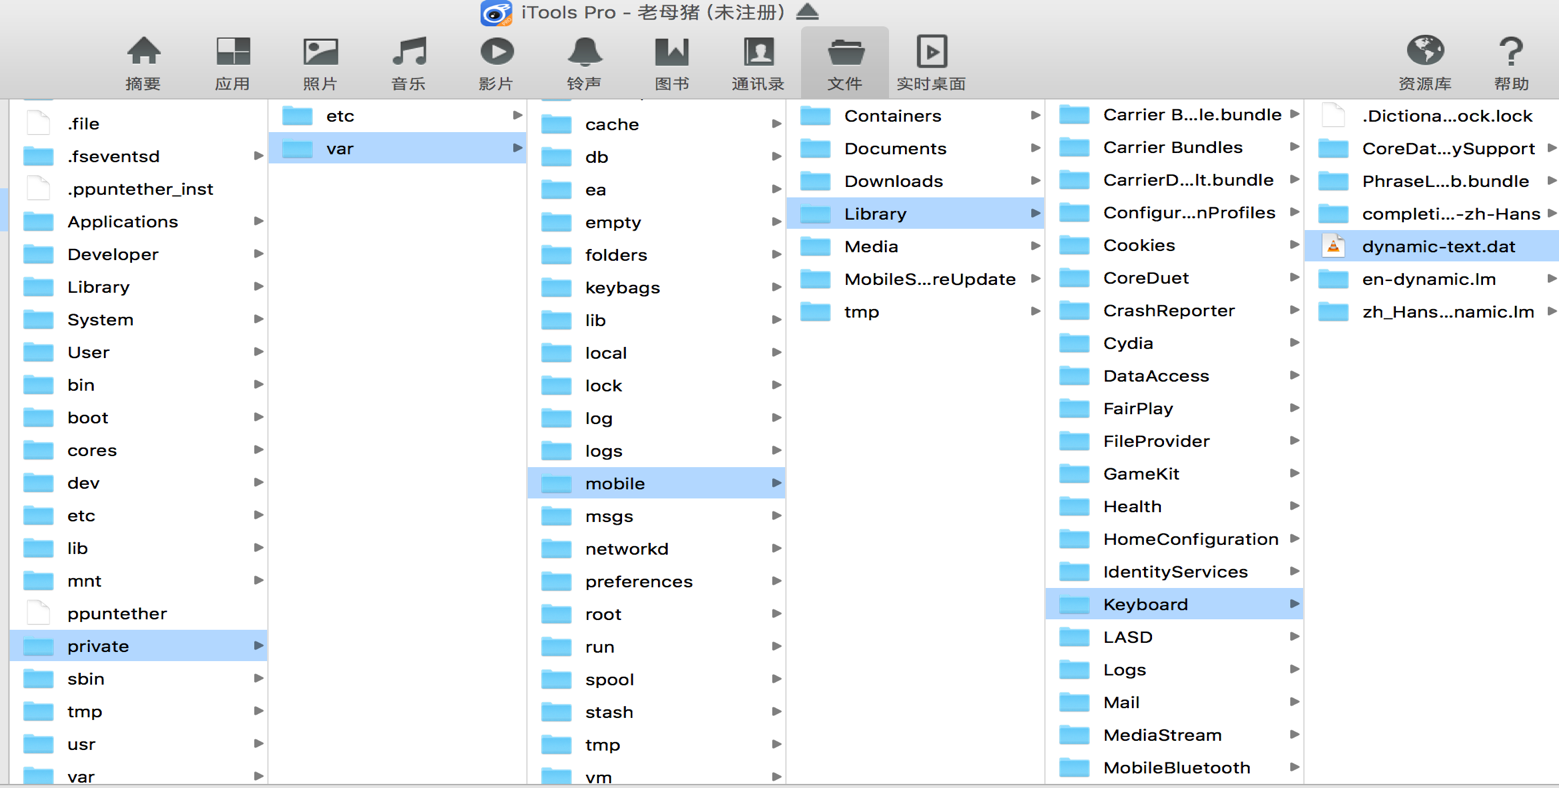 iTools Pro - 老母猪 (未注册)
摘要
应用
照片
音乐
影片
铃声
图书
通讯录
文件
实时桌面
资源库
帮助
.file
.fseventsd
.ppuntether_inst
Applications
Developer
Library
System
User
bin
boot
cores
dev
etc
lib
mnt
ppuntether
private
sbin
tmp
usr
var
etc
var
cache
db
ea
empty
folders
keybags
lib
local
lock
log
logs
mobile
msgs
networkd
preferences
root
run
spool
stash
tmp
vm
Containers
Documents
Downloads
Library
Media
MobileS...reUpdate
tmp
Carrier B...le.bundle
Carrier Bundles
CarrierD...lt.bundle
Configur...nProfiles
Cookies
CoreDuet
CrashReporter
Cydia
DataAccess
FairPlay
FileProvider
GameKit
Health
HomeConfiguration
IdentityServices
Keyboard
LASD
Logs
Mail
MediaStream
MobileBluetooth
.Dictiona...ock.lock
CoreDat...ySupport
PhraseL...b.bundle
completi...-zh-Hans
dynamic-text.dat
en-dynamic.lm
zh_Hans...namic.lm